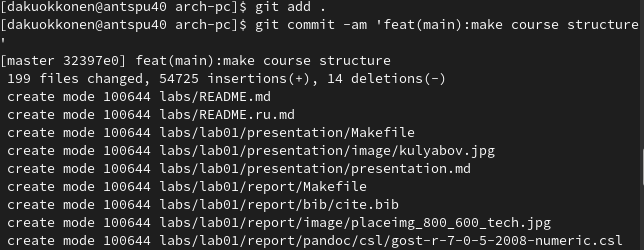 [dakuokkonen@antspu40 arch-pc]$ git add .
[dakuokkonen@antspu40 arch-pc]$ git commit -am 'feat(main):make course structure
'
[master 32397e0] feat(main):make course structure
 199 files changed, 54725 insertions(+), 14 deletions(-)
 create mode 100644 labs/README.md
 create mode 100644 labs/README.ru.md
 create mode 100644 labs/lab01/presentation/Makefile
 create mode 100644 labs/lab01/presentation/image/kulyabov.jpg
 create mode 100644 labs/lab01/presentation/presentation.md
 create mode 100644 labs/lab01/report/Makefile
 create mode 100644 labs/lab01/report/bib/cite.bib
 create mode 100644 labs/lab01/report/image/placeimg_800_600_tech.jpg
 create mode 100644 labs/lab01/report/pandoc/csl/gost-r-7-0-5-2008-numeric.csl